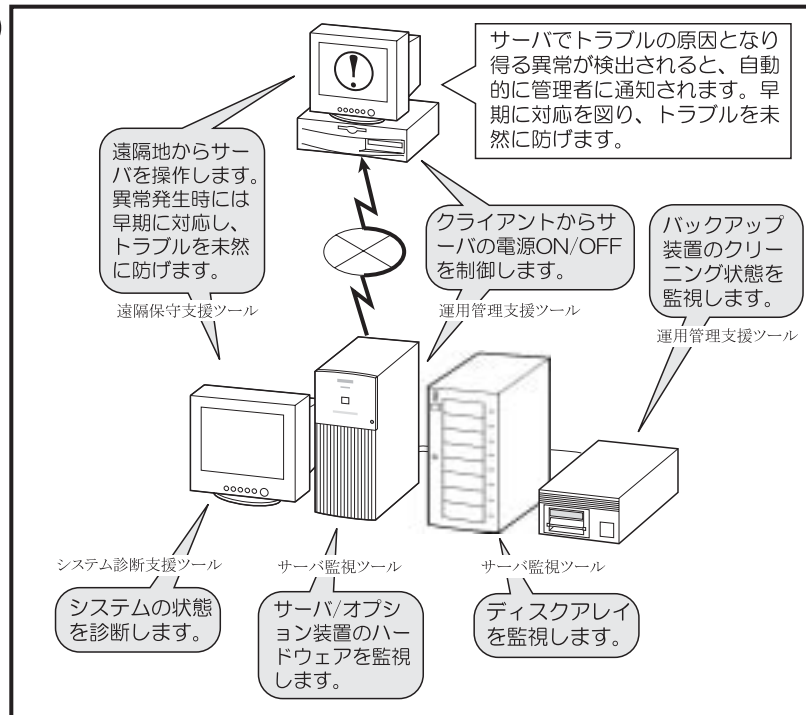 サーバでトラブルの原因となり
得る異常が検出されると、自動
的に管理者に通知されます。早
期に対応を図り、トラブルを未
然に防げます。
遠隔地からサー
バを操作します。
異常発生時には
早期に対応し、
トラブルを未然
に防げます。
遠隔保守支援ツール
クライアントからサ
ーバの電源ON/OFF
を制御します。
運用管理支援ツール
バックアップ
装置のクリー
ニング状態を
監視します。
運用管理支援ツール
システム診断支援ツール
システムの状態
を診断します。
サーバ監視ツール
サーバ/オプショ
ョン装置のハー
ドウェアを監視
します。
サーバ監視ツール
ディスクアレイ
を監視します。